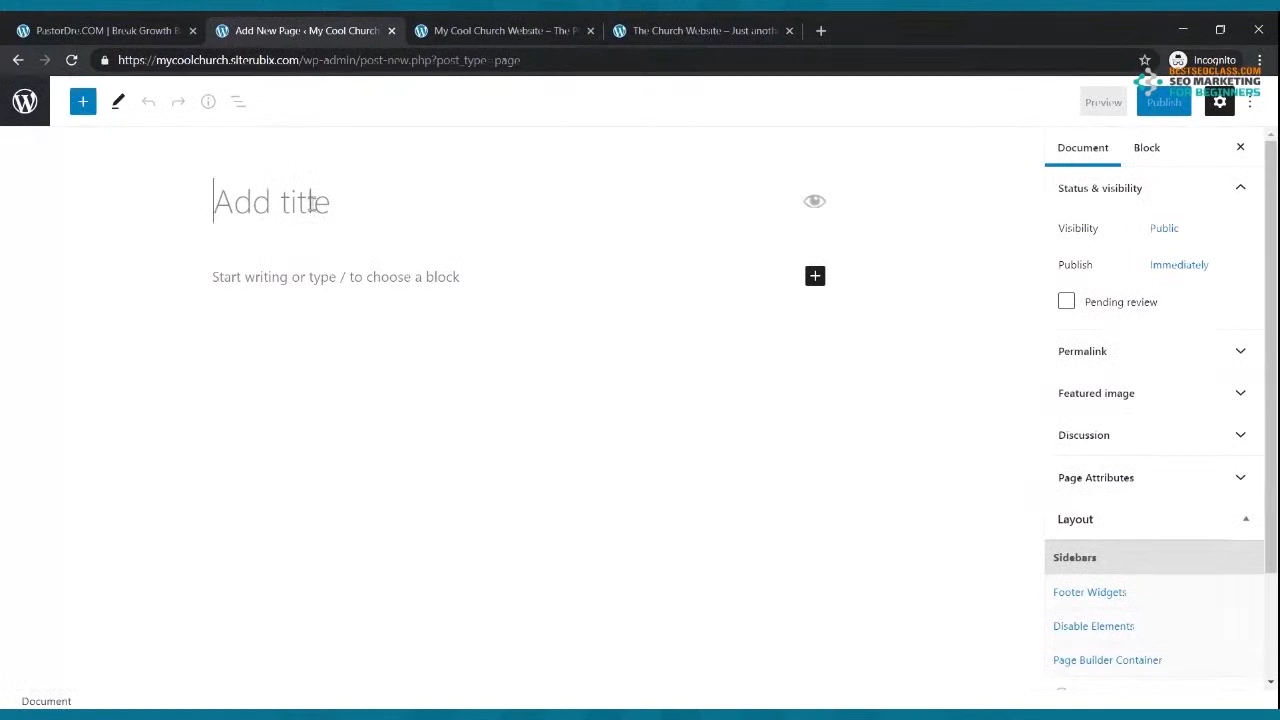 PastorDre.COM | Break Growth B
Add New Page ‹ My Cool Church
My Cool Church Website – The P
The Church Website – Just anoth
https://mycoolchurch.siterubix.com/wp-admin/post-new.php?post_type=page
Incognito
BESTSEOCLASS.COM
SEO MARKETING
FOR BEGINNERS
Preview
Publish
Document
Block
Add title
Status & visibility
Visibility
Public
Start writing or type / to choose a block
Publish
Immediately
Pending review
Permalink
Featured image
Discussion
Page Attributes
Layout
Sidebars
Footer Widgets
Disable Elements
Page Builder Container
Document